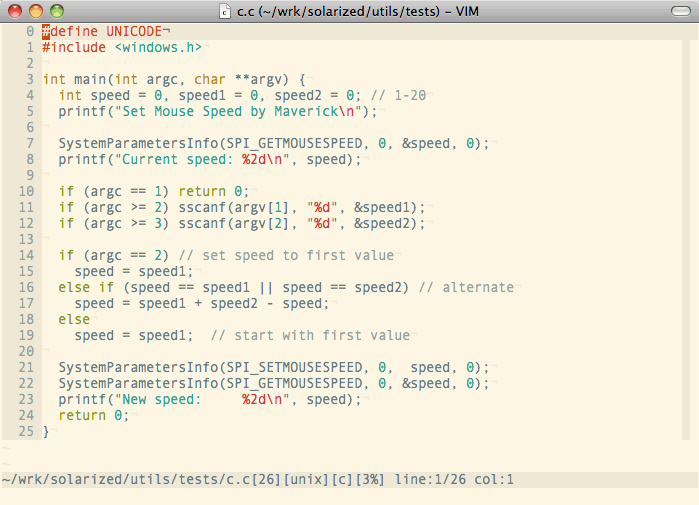 c.c (~/wrk/solarized/utils/tests) – VIM
0 #define UNICODE¬
1 #include <windows.h>¬
2 ¬
3 int main(int argc, char **argv) {¬
4   int speed = 0, speed1 = 0, speed2 = 0; // 1-20¬
5   printf("Set Mouse Speed by Maverick\n");¬
6 ¬
7   SystemParametersInfo(SPI_GETMOUSESPEED, 0, &speed, 0);¬
8   printf("Current speed: %2d\n", speed);¬
9 ¬
10   if (argc == 1) return 0;¬
11   if (argc >= 2) sscanf(argv[1], "%d", &speed1);¬
12   if (argc >= 3) sscanf(argv[2], "%d", &speed2);¬
13 ¬
14   if (argc == 2) // set speed to first value¬
15     speed = speed1;¬
16   else if (speed == speed1 || speed == speed2) // alternate¬
17     speed = speed1 + speed2 - speed;¬
18   else¬
19     speed = speed1;  // start with first value¬
20 ¬
21   SystemParametersInfo(SPI_SETMOUSESPEED, 0,  speed, 0);¬
22   SystemParametersInfo(SPI_GETMOUSESPEED, 0, &speed, 0);¬
23   printf("New speed:     %2d\n", speed);¬
24   return 0;¬
25 }¬
~
~
~/wrk/solarized/utils/tests/c.c[26][unix][c][3%] line:1/26 col:1